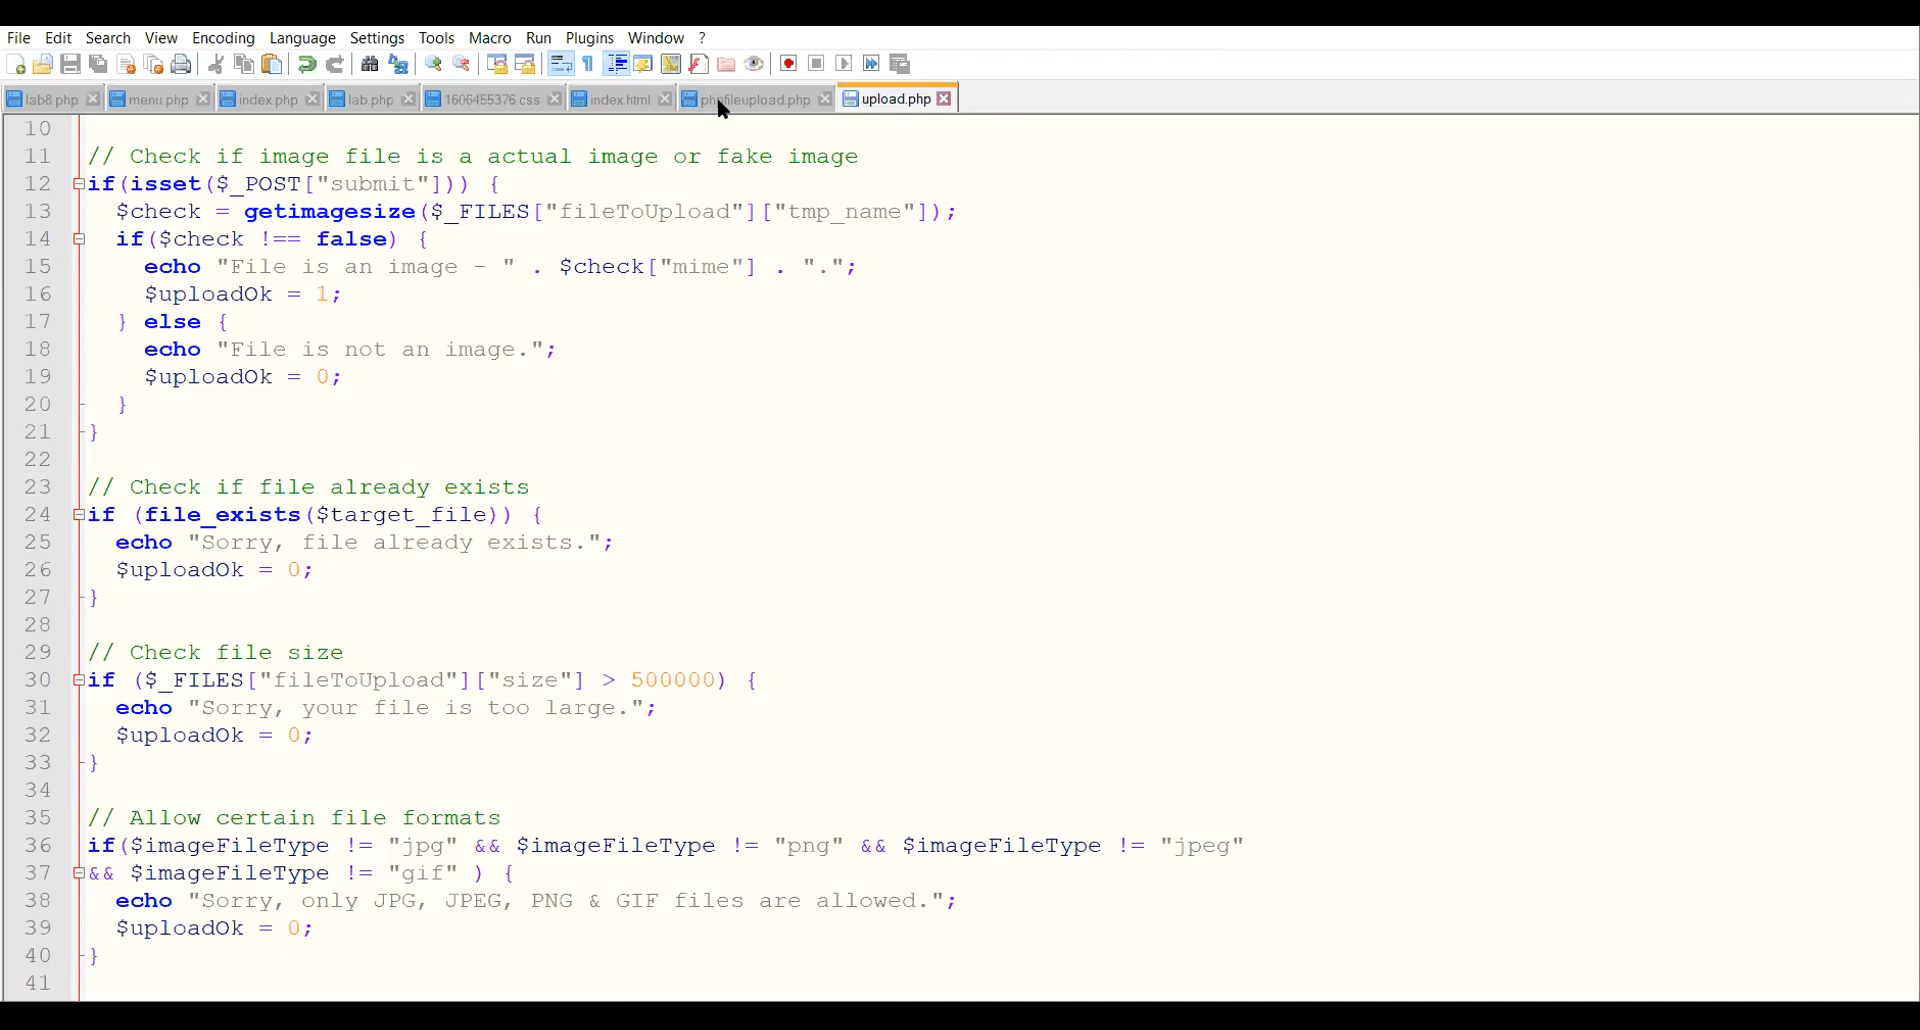 File Edit Search View Encoding Language Settings Tools Macro Run Plugins Window ?
lab8.php menu.php index.php lab.php 1606455376.css index.html phpfileupload.php upload.php
10
11 // Check if image file is a actual image or fake image
12 if(isset($_POST["submit"])) {
13 $check = getimagesize($_FILES["fileToUpload"]["tmp_name"]);
14 if($check !== false) {
15 echo "File is an image - " . $check["mime"] . ".";
16 $uploadOk = 1;
17 } else {
18 echo "File is not an image.";
19 $uploadOk = 0;
20 }
21 }
22
23 // Check if file already exists
24 if (file_exists($target_file)) {
25 echo "Sorry, file already exists.";
26 $uploadOk = 0;
27 }
28
29 // Check file size
30 if ($_FILES["fileToUpload"]["size"] > 500000) {
31 echo "Sorry, your file is too large.";
32 $uploadOk = 0;
33 }
34
35 // Allow certain file formats
36 if($imageFileType != "jpg" && $imageFileType != "png" && $imageFileType != "jpeg"
37 && $imageFileType != "gif" ) {
38 echo "Sorry, only JPG, JPEG, PNG & GIF files are allowed.";
39 $uploadOk = 0;
40 }
41